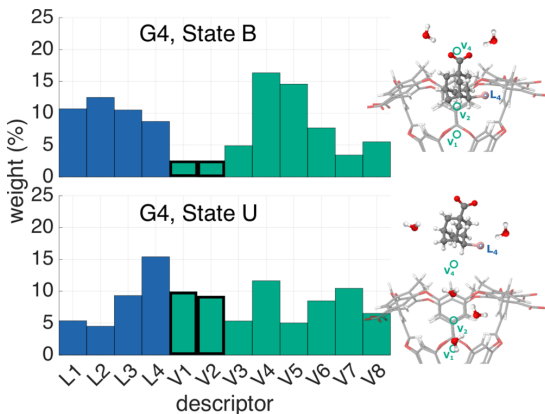 G4, State B
25
20
15
10
5
0
V4
L4
V2
V1
weight (%)
G4, State U
25
20
15
10
5
0
L4
V4
V2
V1
L1 L2 L3 L4 V1 V2 V3 V4 V5 V6 V7 V8
descriptor